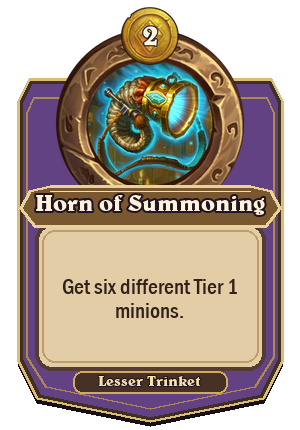 2
Horn of Summoning
Get six different Tier 1
minions.
Lesser Trinket